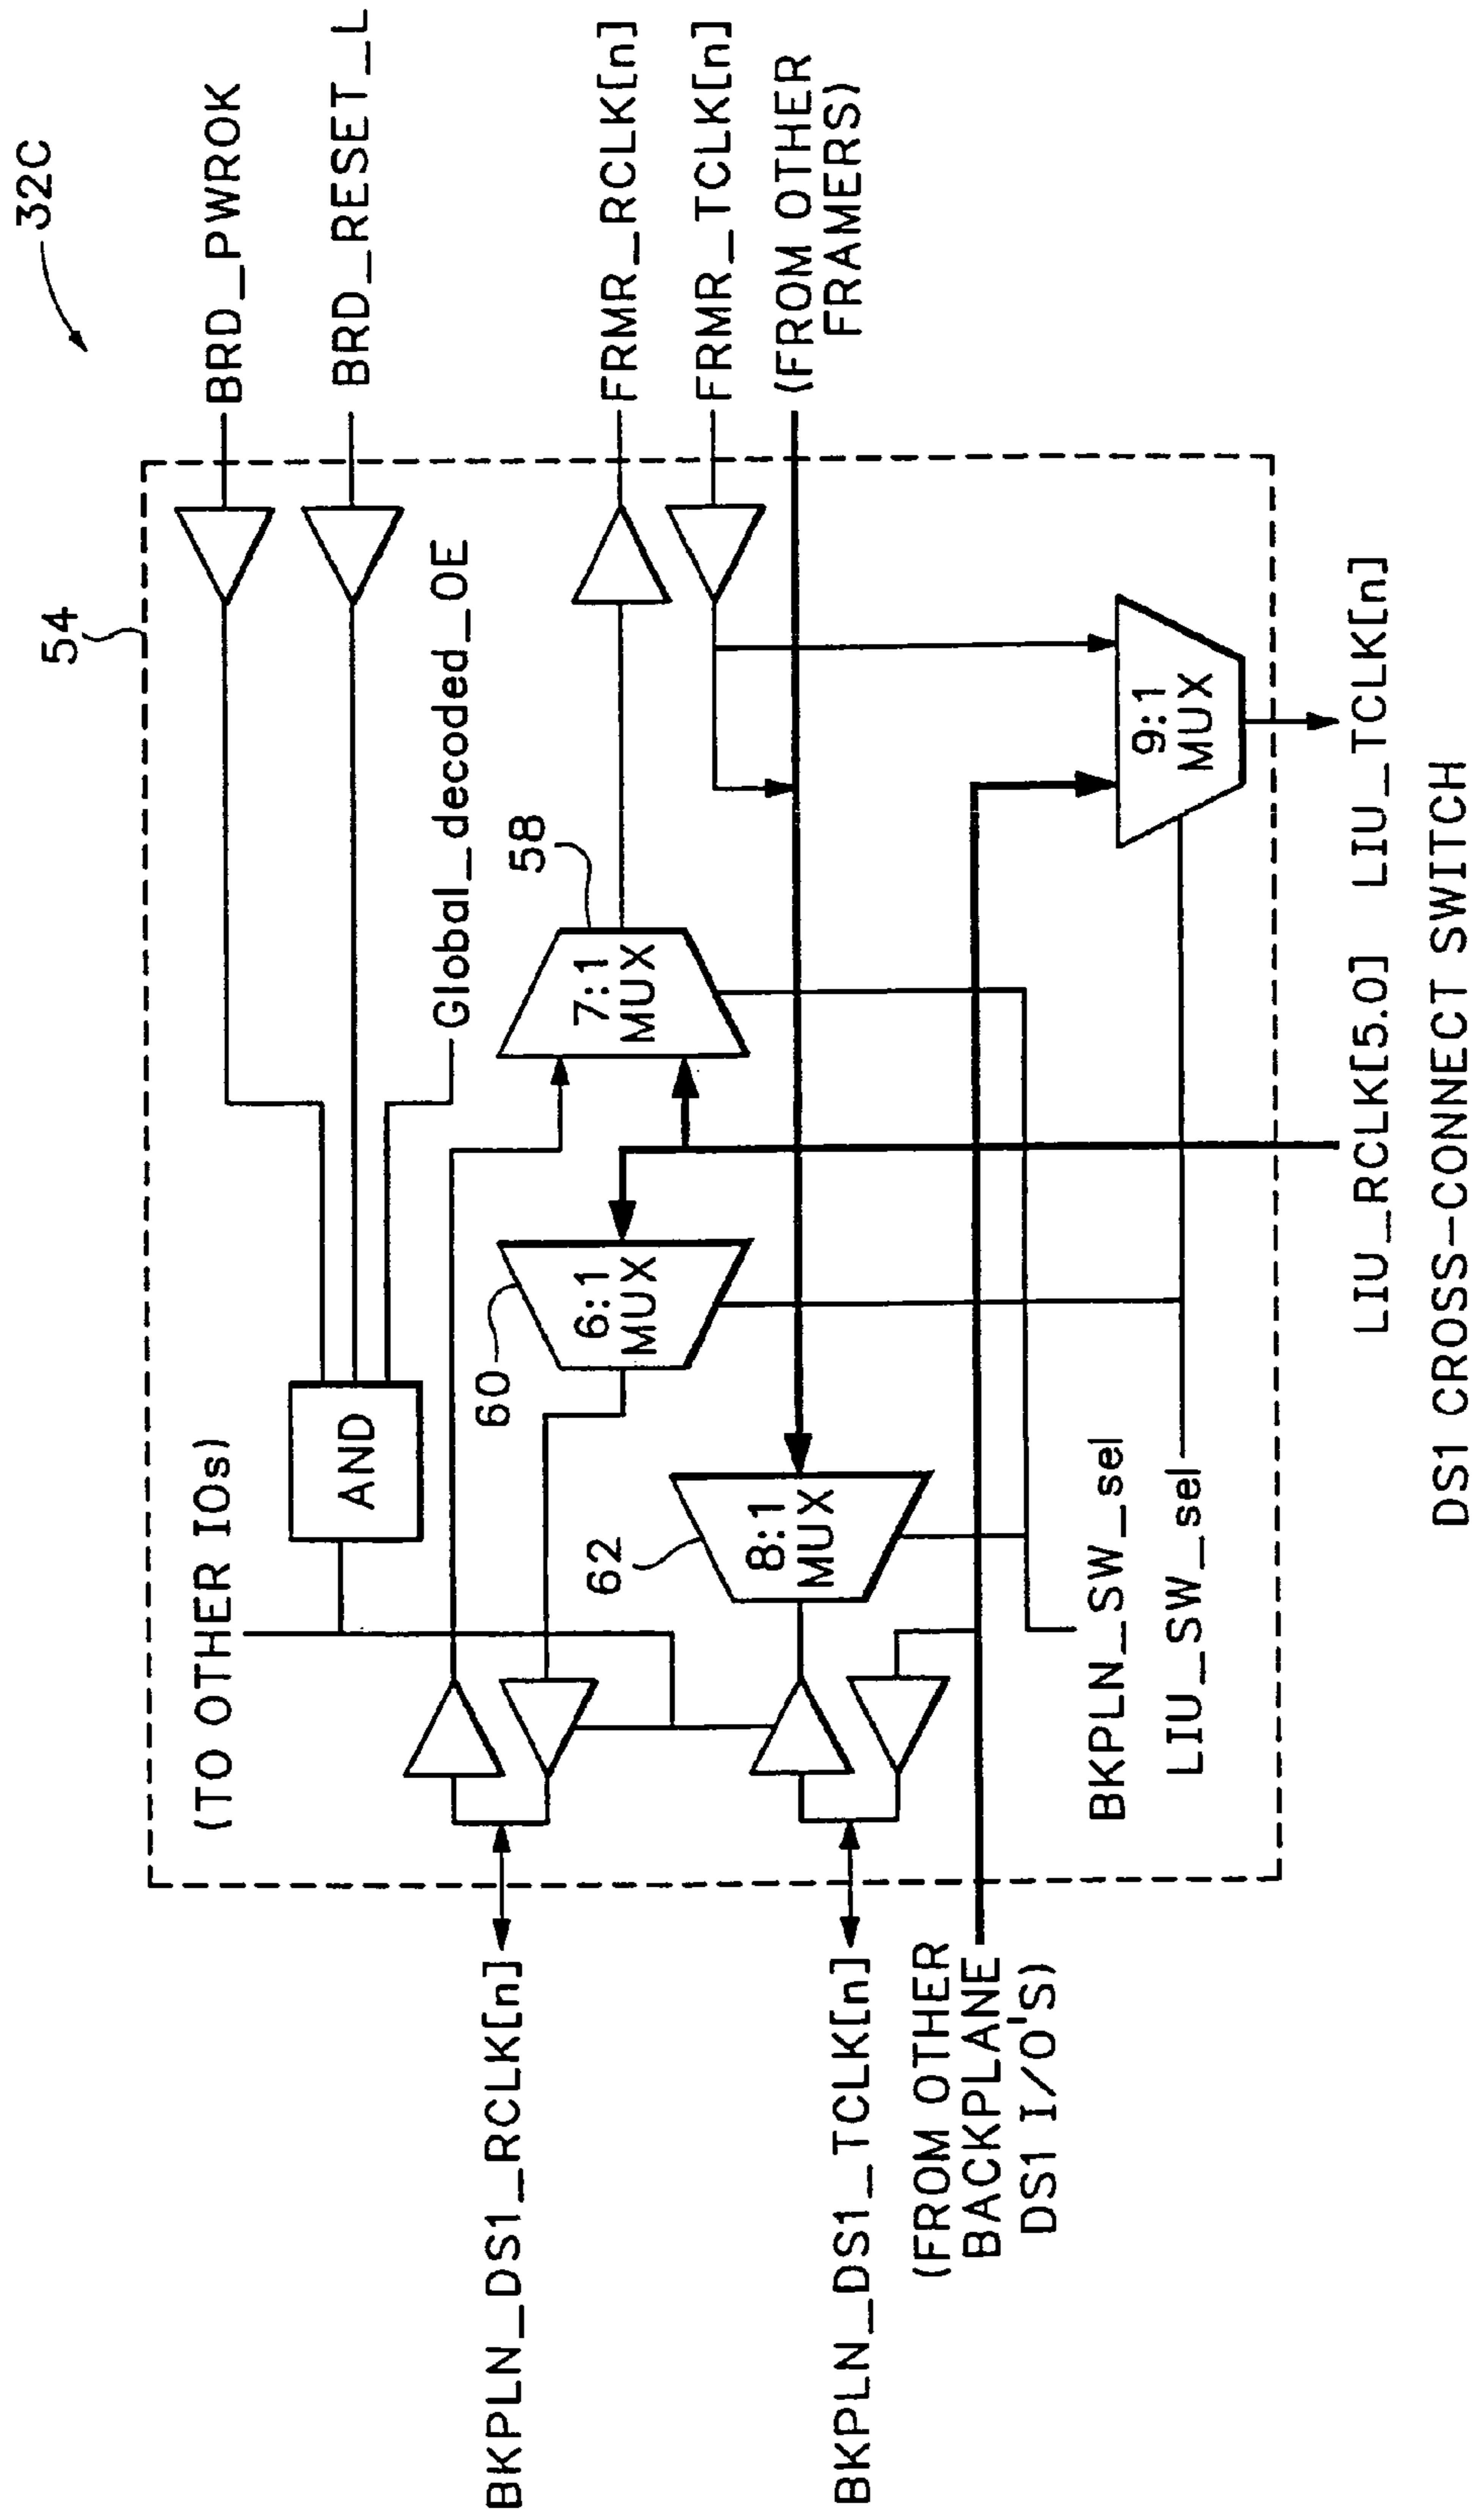 32C
54
BRD_PWROK
BRD_RESET_L
(TO OTHER IOs)
AND
Global_decoded_OE
58
60
62
7:1
MUX
6:1
MUX
8:1
MUX
9:1
MUX
FRMR_RCLK[n]
FRMR_TCLK[n]
(FROM OTHER
FRAMERS)
BKPLN_DS1_RCLK[n]
BKPLN_DS1_TCLK[n]
(FROM OTHER
BACKPLANE
DS1 I/O'S)
BKPLN_SW_sel
LIU_SW_sel
LIU_RCLK[5.0]
LIU_TCLK[n]
DS1 CROSS-CONNECT SWITCH